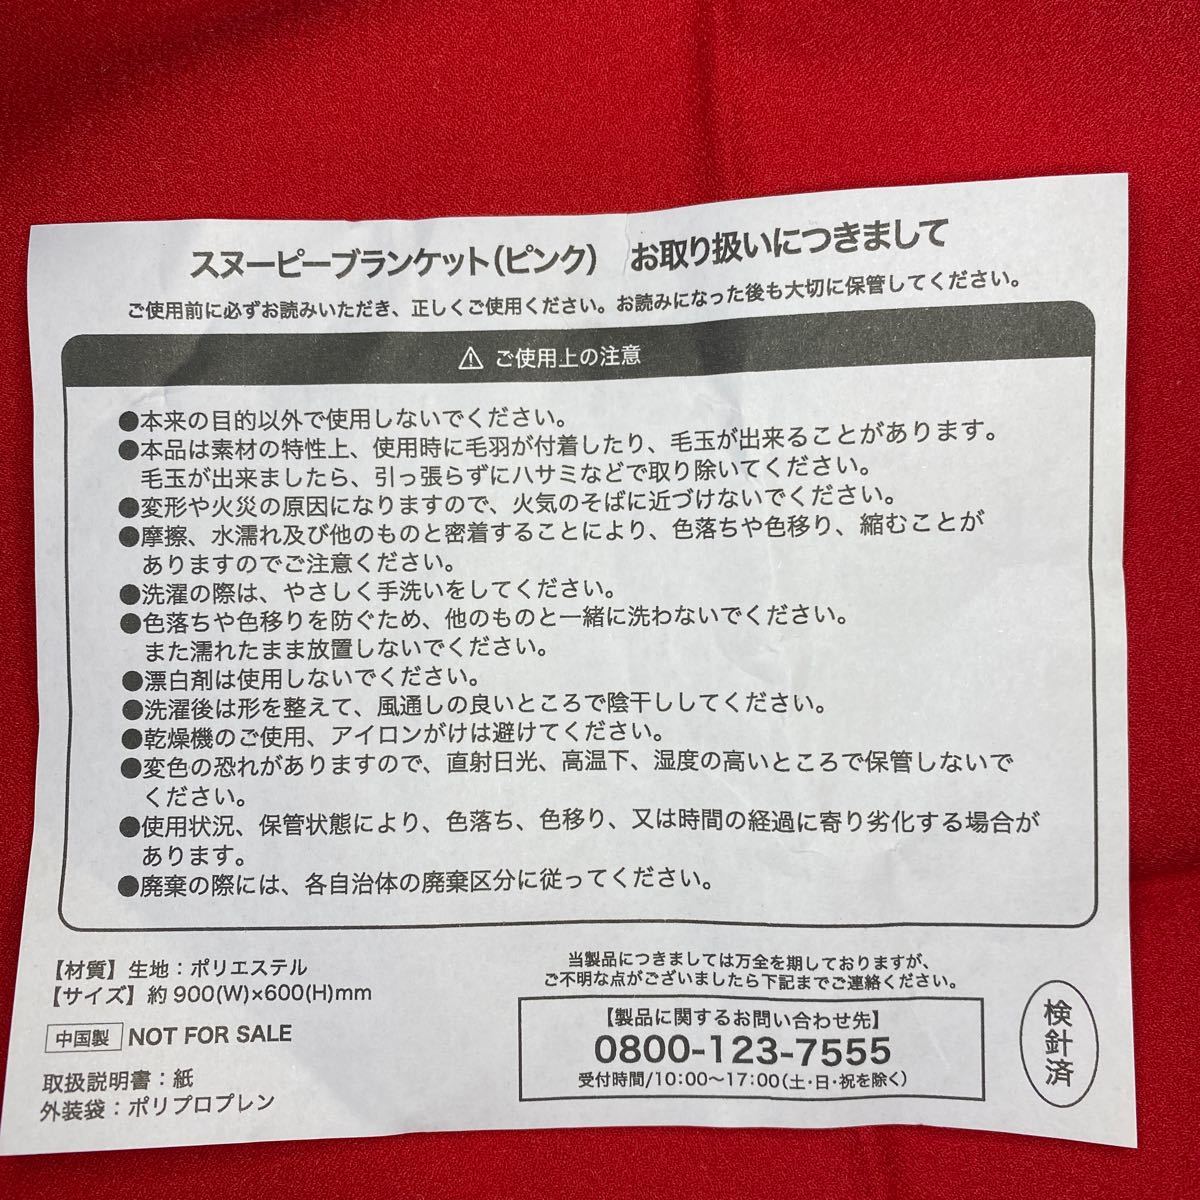 スヌーピーブランケット(ピンク) お取り扱いにつきまして
ご使用前に必ずお読みいただき、正しくご使用ください。お読みになった後も大切に保管してください。
⚠ ご使用上の注意
●本来の目的以外で使用しないでください。
●本品は素材の特性上、使用時に毛羽が付着したり、毛玉が出来ることがあります。
毛玉が出来ましたら、引っ張らずにハサミなどで取り除いてください。
●変形や火災の原因になりますので、火気のそばに近づけないでください。
●摩擦、水濡れ及び他のものと密着することにより、色落ちや色移り、縮むことが
ありますのでご注意ください。
●洗濯の際は、やさしく手洗いをしてください。
●色落ちや色移りを防ぐため、他のものと一緒に洗わないでください。
また濡れたまま放置しないでください。
●漂白剤は使用しないでください。
●洗濯後は形を整えて、風通しの良いところで陰干ししてください。
●乾燥機のご使用、アイロンがけは避けてください。
●変色の恐れがありますので、直射日光、高温下、湿度の高いところで保管しないで
ください。
●使用状況、保管状態により、色落ち、色移り、又は時間の経過に寄り劣化する場合が
あります。
●廃棄の際には、各自治体の廃棄区分に従ってください。
【材質】生地：ポリエステル
【サイズ】約900(W)×600(H)mm
中国製 NOT FOR SALE
取扱説明書：紙
外装袋：ポリプロプレン
当製品につきましては万全を期しておりますが、
ご不明な点がございましたら下記までご連絡ください。
【製品に関するお問い合わせ先】
0800-123-7555
受付時間/10:00～17:00(土・日・祝を除く)
検針済